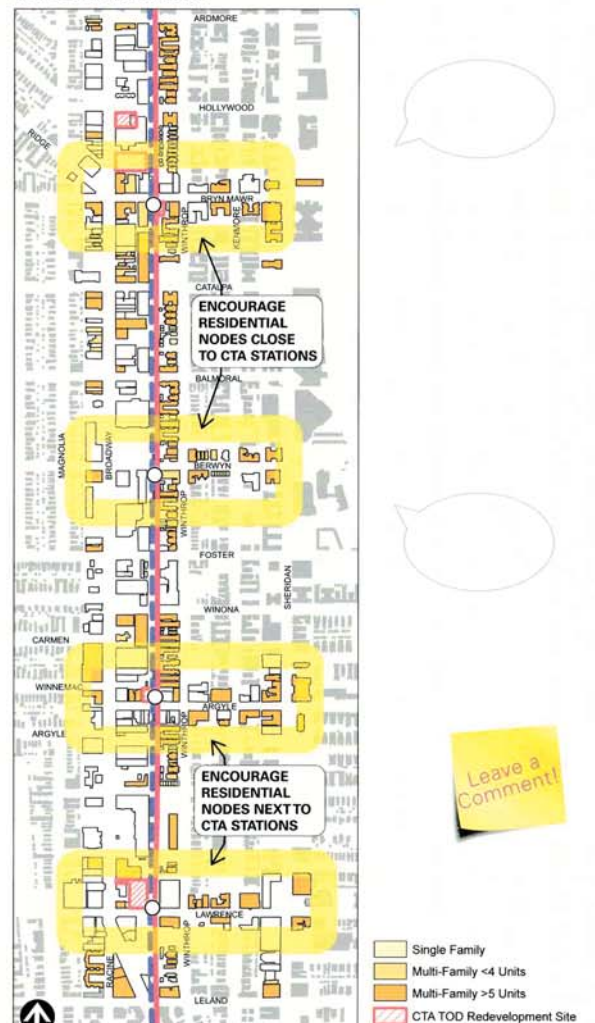 ARDMORE
HOLLYWOOD
RIDGE
BRYN MAWR
WINTHROP
KENMORE
CATALPA
ENCOURAGE
RESIDENTIAL
NODES CLOSE
TO CTA STATIONS
BALMORAL
MAGNOLIA
BROADWAY
BERWYN
WINTHROP
FOSTER
SHERIDAN
WINONA
CARMEN
WINNEMAC
ARGYLE
ARGYLE
WINTHROP
ENCOURAGE
RESIDENTIAL
NODES NEXT TO
CTA STATIONS
Leave a
Comment!
LAWRENCE
WINTHROP
RACINE
LELAND
Single Family
Multi-Family <4 Units
Multi-Family >5 Units
CTA TOD Redevelopment Site